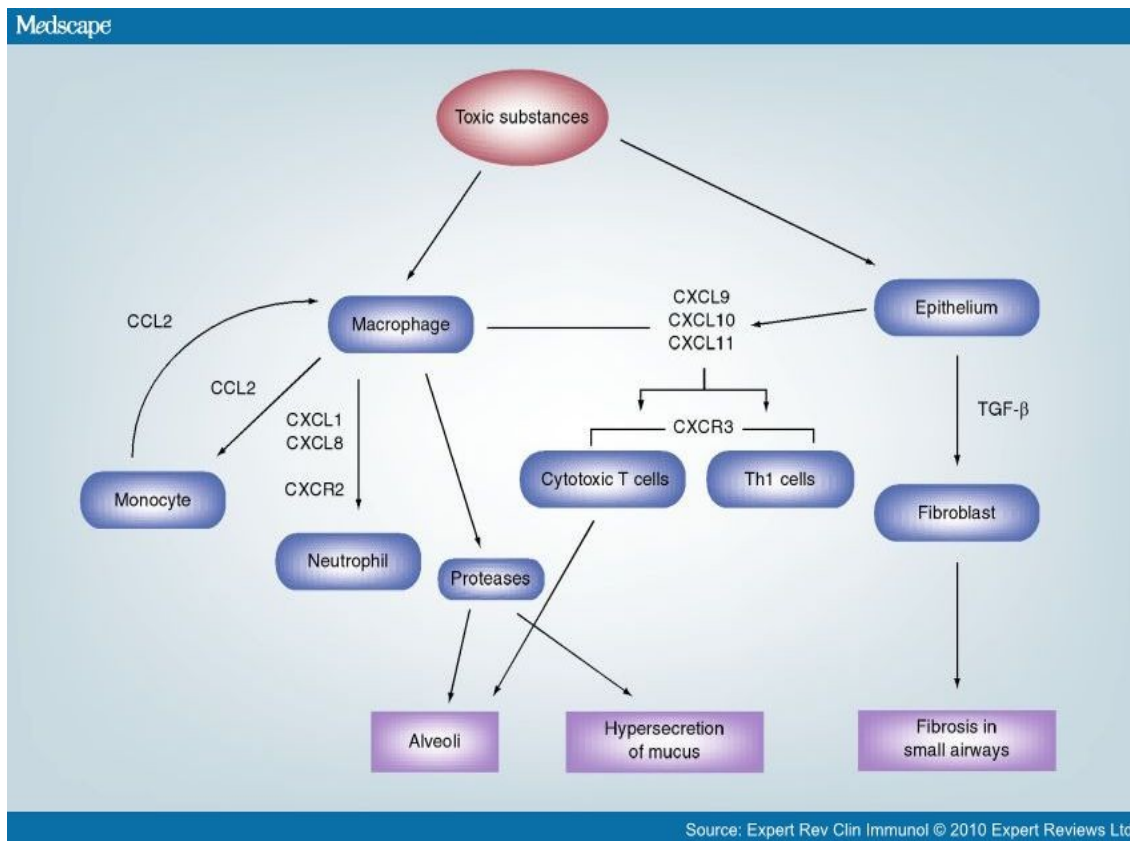 Medscape
Toxic substances
CXCL9
CXCL10
CXCL11
Epithelium
Macrophage
CCL2
CCL2
CXCL1
CXCL8
CXCR2
TGF-β
CXCR3
Cytotoxic T cells
Th1 cells
Monocyte
Fibroblast
Neutrophil
Proteases
Alveoli
Hypersecretion
of mucus
Fibrosis in
small airways
Source: Expert Rev Clin Immunol © 2010 Expert Reviews Ltd